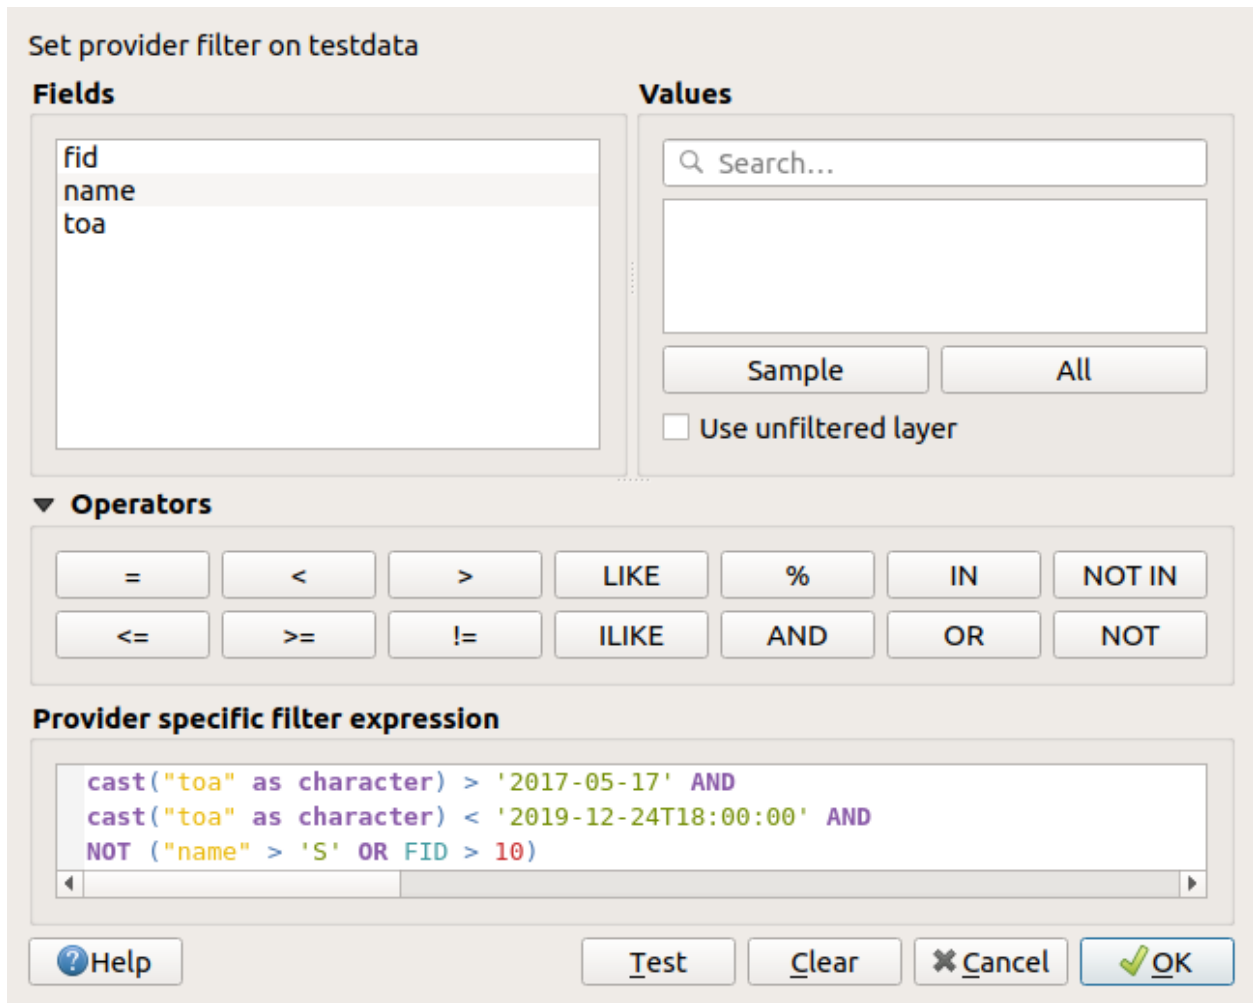 Set provider filter on testdata
Fields
fid
name
toa
Values
Search...
Sample
All
Use unfiltered layer
Operators
= < > LIKE % IN NOT IN
<= >= != ILIKE AND OR NOT
Provider specific filter expression
cast("toa" as character) > '2017-05-17' AND
cast("toa" as character) < '2019-12-24T18:00:00' AND
NOT ("name" > 'S' OR FID > 10)
Help Test Clear Cancel OK